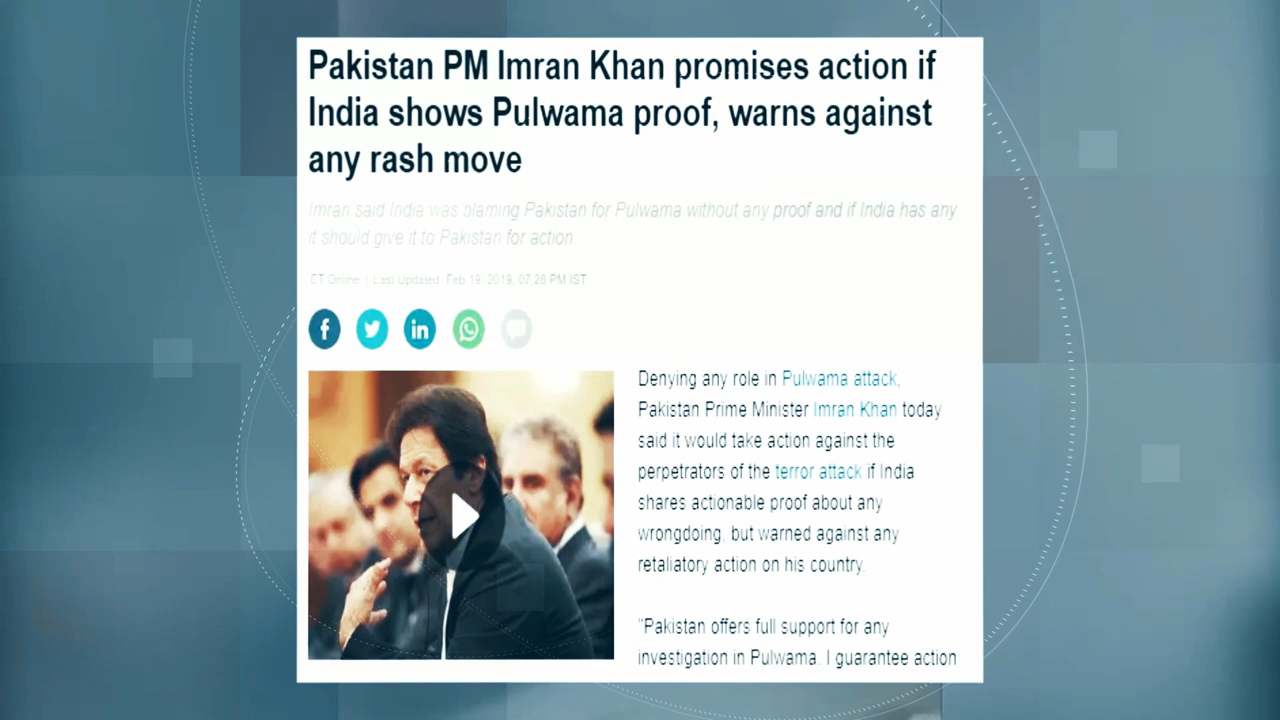 Pakistan PM Imran Khan promises action if
India shows Pulwama proof, warns against
any rash move
Imran said India was blaming Pakistan for Pulwama without any proof and if India has any
it should give it to Pakistan for action.
ET Online | Last Updated: Feb 19, 2019, 07:28 PM IST
Denying any role in Pulwama attack,
Pakistan Prime Minister Imran Khan today
said it would take action against the
perpetrators of the terror attack if India
shares actionable proof about any
wrongdoing, but warned against any
retaliatory action on his country.
"Pakistan offers full support for any
investigation in Pulwama. I guarantee action